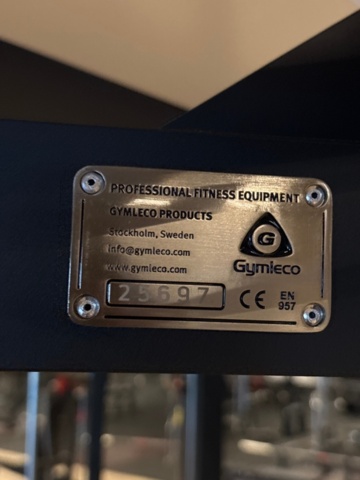 PROFESSIONAL FITNESS EQUIPMENT
GYMLECO PRODUCTS
Stockholm, Sweden
info@gymleco.com
www.gymleco.com
G
Gymleco
25697
CE
EN
957